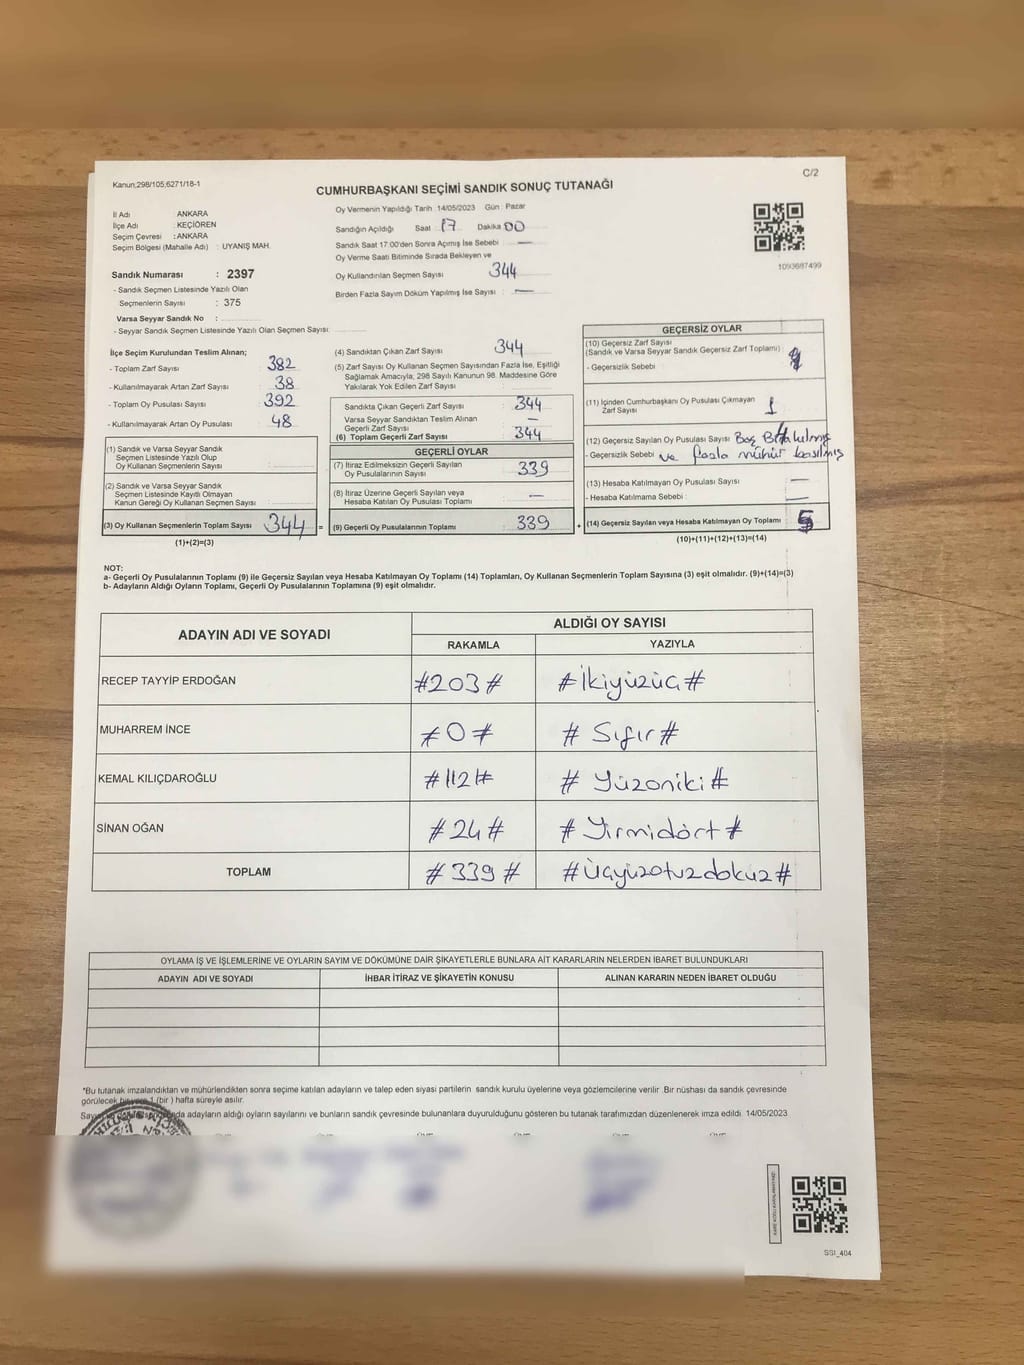 Kanun;298/105;6271/18-1
C/2
CUMHURBAŞKANI SEÇİMİ SANDIK SONUÇ TUTANAĞI
İl Adı : ANKARA
İlçe Adı : KEÇİÖREN
Seçim Çevresi : ANKARA
Seçim Bölgesi (Mahalle Adı) : UYANIŞ MAH.
Sandık Numarası : 2397
- Sandık Seçmen Listesinde Yazılı Olan
Seçmenlerin Sayısı : 375
Varsa Seyyar Sandık No :
- Seyyar Sandık Seçmen Listesinde Yazılı Olan Seçmen Sayısı:
Oy Vermenin Yapıldığı Tarih :14/05/2023 Gün : Pazar
Sandığın Açıldığı Saat : 17 Dakika 00
Sandık Saat 17:00'den Sonra Açımış İse Sebebi : —
Oy Verme Saati Bitiminde Sırada Bekleyen ve
Oy Kullandırılan Seçmen Sayısı 344
Birden Fazla Sayım Döküm Yapılmış İse Sayısı : —
1093687499
İlçe Seçim Kurulundan Teslim Alınan;
- Toplam Zarf Sayısı : 382
- Kullanılmayarak Artan Zarf Sayısı : 38
- Toplam Oy Pusulası Sayısı : 392
- Kullanılmayarak Artan Oy Pusulası : 48
(1) Sandık ve Varsa Seyyar Sandık
Seçmen Listesinde Yazılı Olup
Oy Kullanan Seçmenlerin Sayısı :
(2) Sandık ve Varsa Seyyar Sandık
Seçmen Listesinde Kayıtlı Olmayan
Kanun Gereği Oy Kullanan Seçmen Sayısı :
(3) Oy Kullanan Seçmenlerin Toplam Sayısı 344 =
(1)+(2)=(3)
(4) Sandıktan Çıkan Zarf Sayısı : 344
(5) Zarf Sayısı Oy Kullanan Seçmen Sayısından Fazla İse, Eşitliği
Sağlamak Amacıyla, 298 Sayılı Kanunun 98. Maddesine Göre
Yakılarak Yok Edilen Zarf Sayısı
Sandıkta Çıkan Geçerli Zarf Sayısı : 344
Varsa Seyyar Sandıktan Teslim Alınan
Geçerli Zarf Sayısı : —
(6) Toplam Geçerli Zarf Sayısı : 344
GEÇERLİ OYLAR
(7) İtiraz Edilmeksizin Geçerli Sayılan
Oy Pusulalarının Sayısı : 339
(8) İtiraz Üzerine Geçerli Sayılan veya
Hesaba Katılan Oy Pusulası Toplamı : —
(9) Geçerli Oy Pusulalarının Toplamı : 339 +
GEÇERSİZ OYLAR
(10) Geçersiz Zarf Sayısı
(Sandık ve Varsa Seyyar Sandık Geçersiz Zarf Toplamı) :
- Geçersizlik Sebebi :
(11) İçinden Cumhurbaşkanı Oy Pusulası Çıkmayan
Zarf Sayısı : 1
(12) Geçersiz Sayılan Oy Pusulası Sayısı : Boş
- Geçersizlik Sebebi ve fazla mühür basılmış
(13) Hesaba Katılmayan Oy Pusulası Sayısı : —
- Hesaba Katılmama Sebebi : —
(14) Geçersiz Sayılan veya Hesaba Katılmayan Oy Toplamı : 5
(10)+(11)+(12)+(13)=(14)
NOT:
a- Geçerli Oy Pusulalarının Toplamı (9) ile Geçersiz Sayılan veya Hesaba Katılmayan Oy Toplamı (14) Toplamları, Oy Kullanan Seçmenlerin Toplam Sayısına (3) eşit olmalıdır. (9)+(14)=(3)
b- Adayların Aldığı Oyların Toplamı, Geçerli Oy Pusulalarının Toplamına (9) eşit olmalıdır.
ADAYIN ADI VE SOYADI
ALDIĞI OY SAYISI
RAKAMLA YAZIYLA
RECEP TAYYİP ERDOĞAN #203# #İkiyüzüç#
MUHARREM İNCE #0# #Sıfır#
KEMAL KILIÇDAROĞLU #112# #Yüzoniki#
SİNAN OĞAN #24# #Yirmidört#
TOPLAM #339# #Üçyüzotuzdokuz#
OYLAMA İŞ VE İŞLEMLERİNE VE OYLARIN SAYIM VE DÖKÜMÜNE DAİR ŞİKAYETLERLE BUNLARA AİT KARARLARIN NELERDEN İBARET BULUNDUKLARI
ADAYIN ADI VE SOYADI İHBAR İTİRAZ VE ŞİKAYETİN KONUSU ALINAN KARARIN NEDEN İBARET OLDUĞU
*Bu tutanak imzalandıktan ve mühürlendikten sonra seçime katılan adayların ve talep eden siyasi partilerin sandık kurulu üyelerine veya gözlemcilerine verilir. Bir nüshası da sandık çevresinde
görülecek 1 (bir ) hafta süreyle asılır.
adayların aldığı oyların sayılarını ve bunların sandık çevresinde bulunanlara duyurulduğunu gösteren bu tutanak tarafımızdan düzenlenerek imza edildi. 14/05/2023
SSI_404